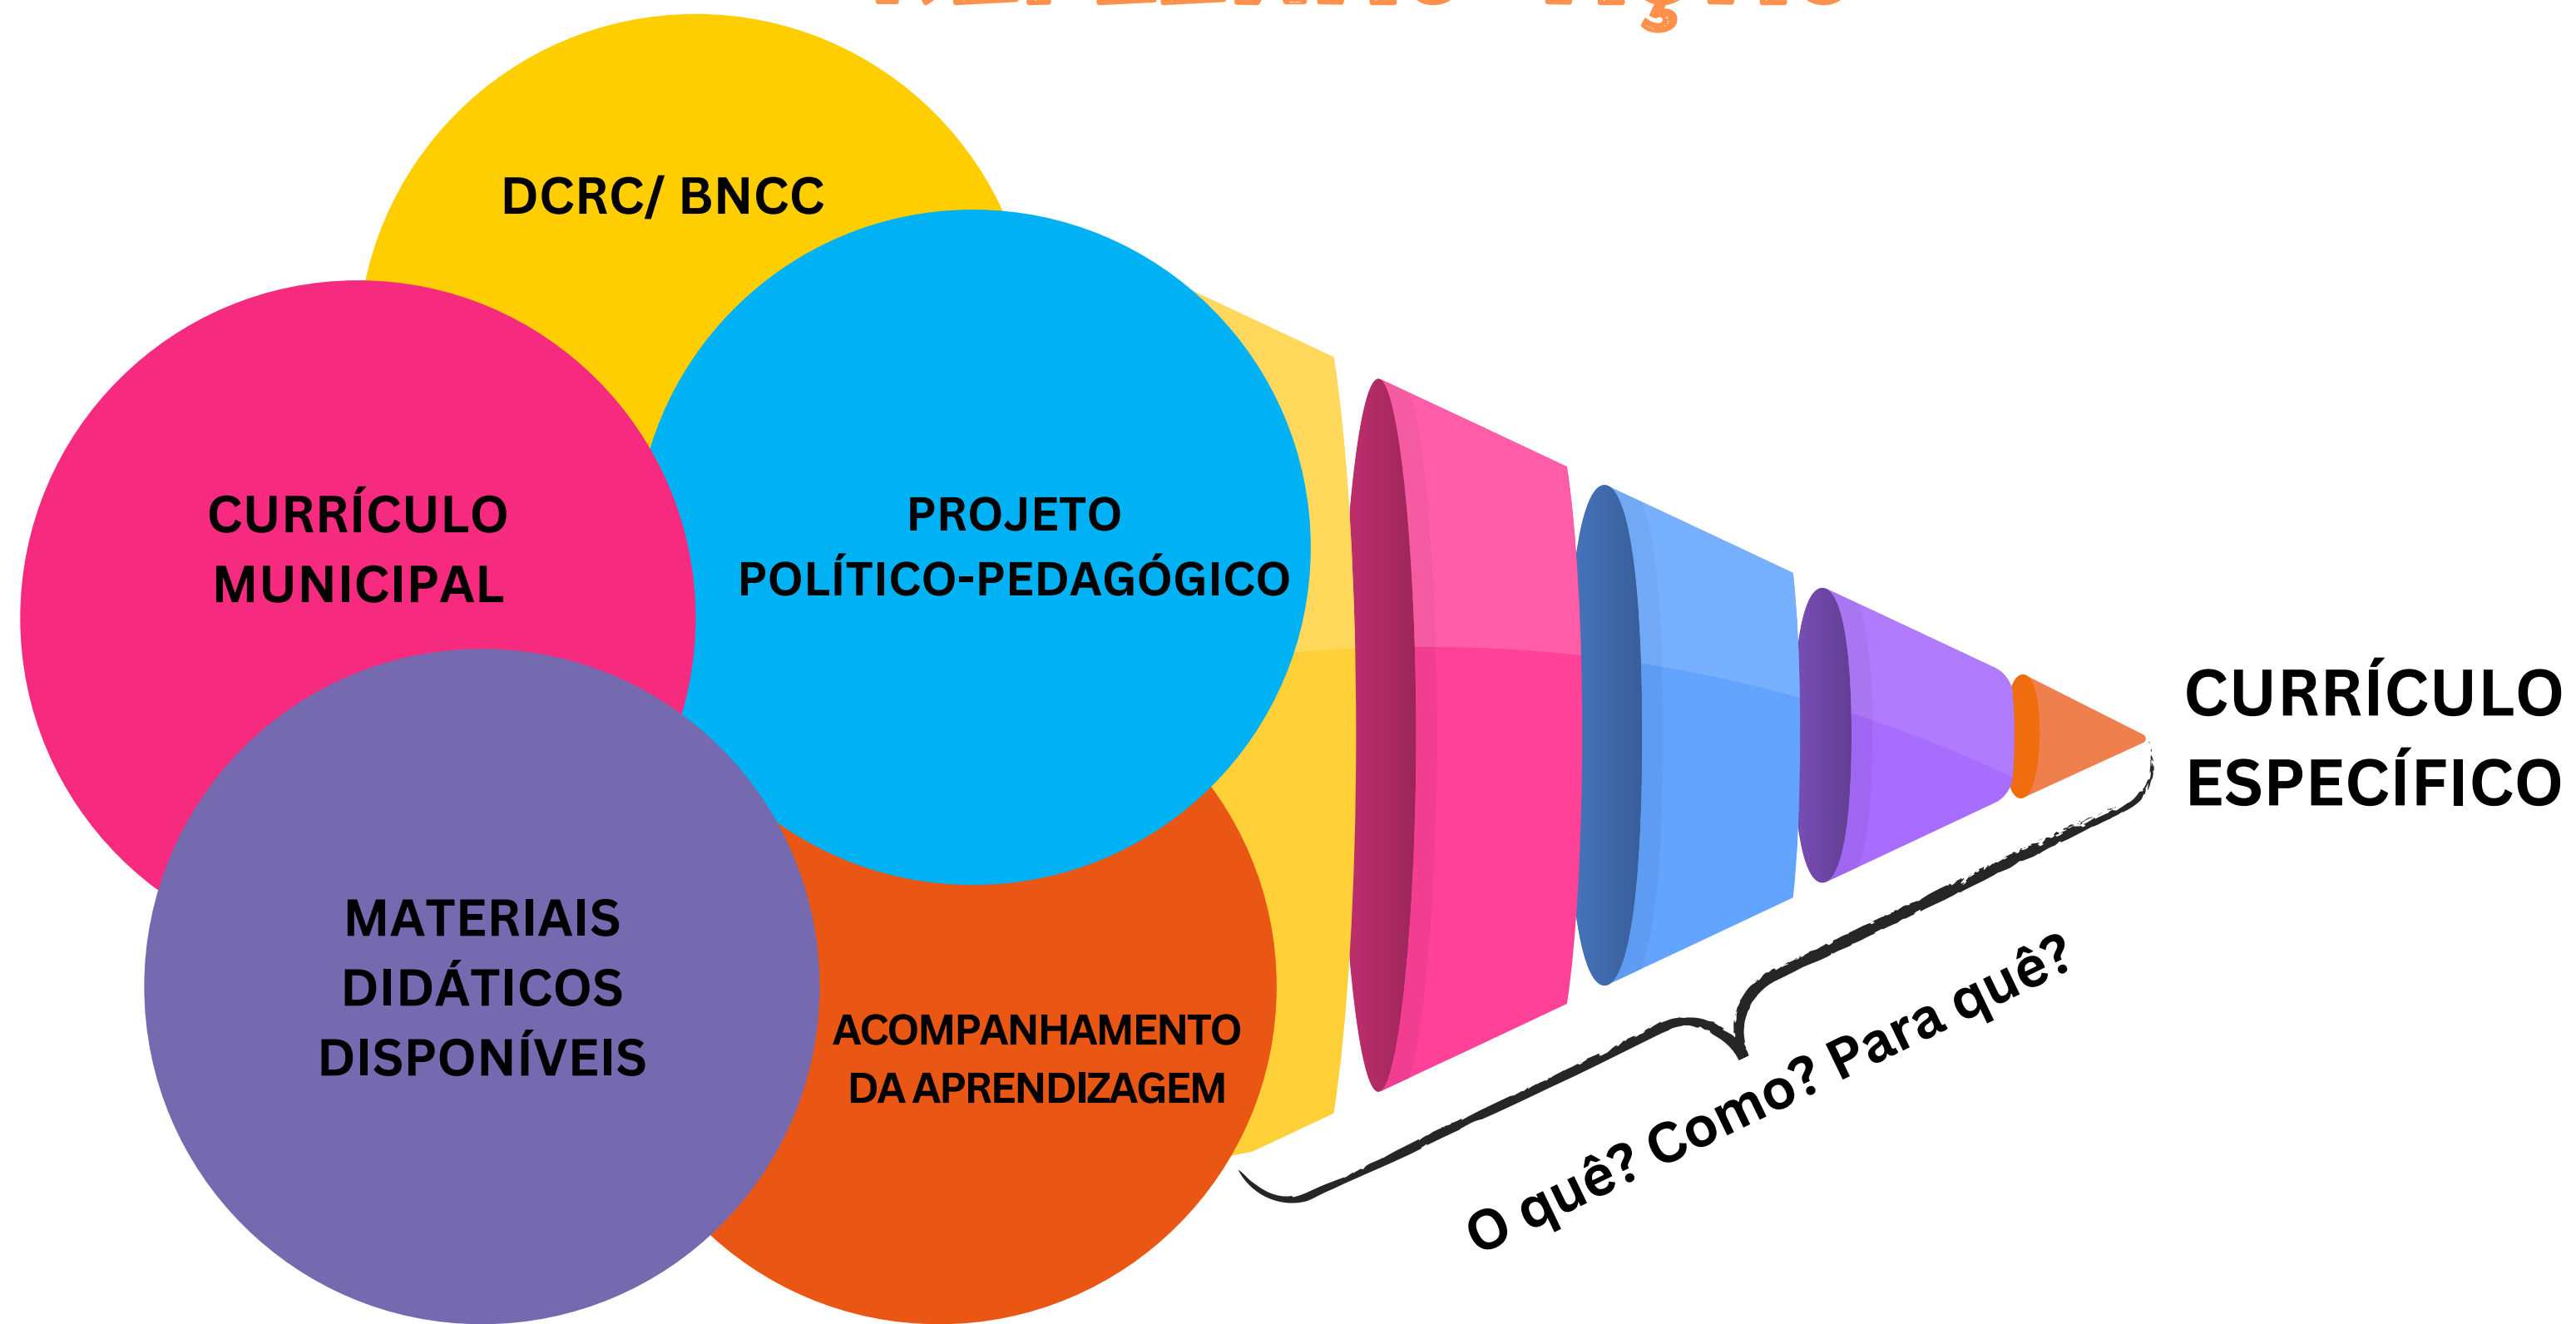 DCRC/ BNCC
CURRÍCULO
MUNICIPAL
PROJETO
POLÍTICO-PEDAGÓGICO
MATERIAIS
DIDÁTICOS
DISPONÍVEIS
ACOMPANHAMENTO
DA APRENDIZAGEM
CURRÍCULO
ESPECÍFICO
O quê? Como? Para quê?